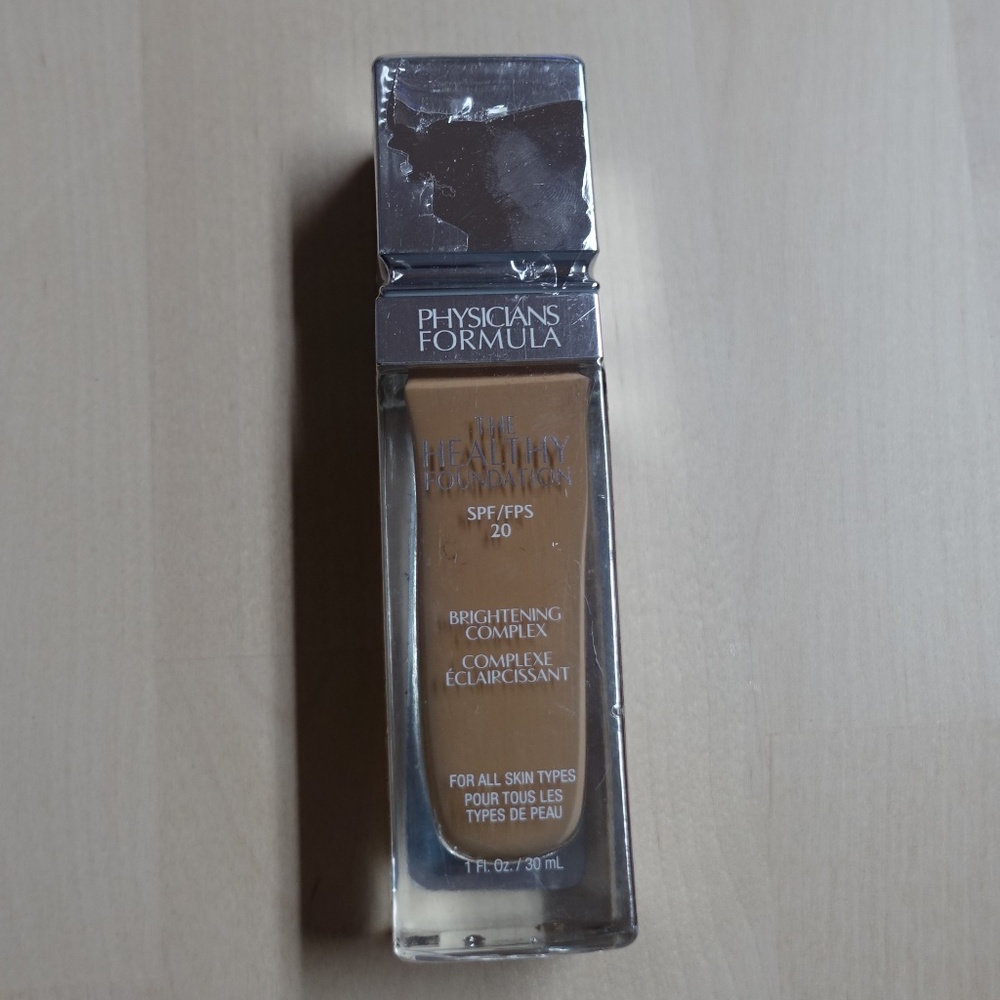 PHYSICIANS
FORMULA
THE
HEALTHY
FOUNDATION
SPF/FPS
20
BRIGHTENING
COMPLEX
COMPLEXE
ÉCLAIRCISSANT
FOR ALL SKIN TYPES
POUR TOUS LES
TYPES DE PEAU
1 Fl. Oz. / 30 mL